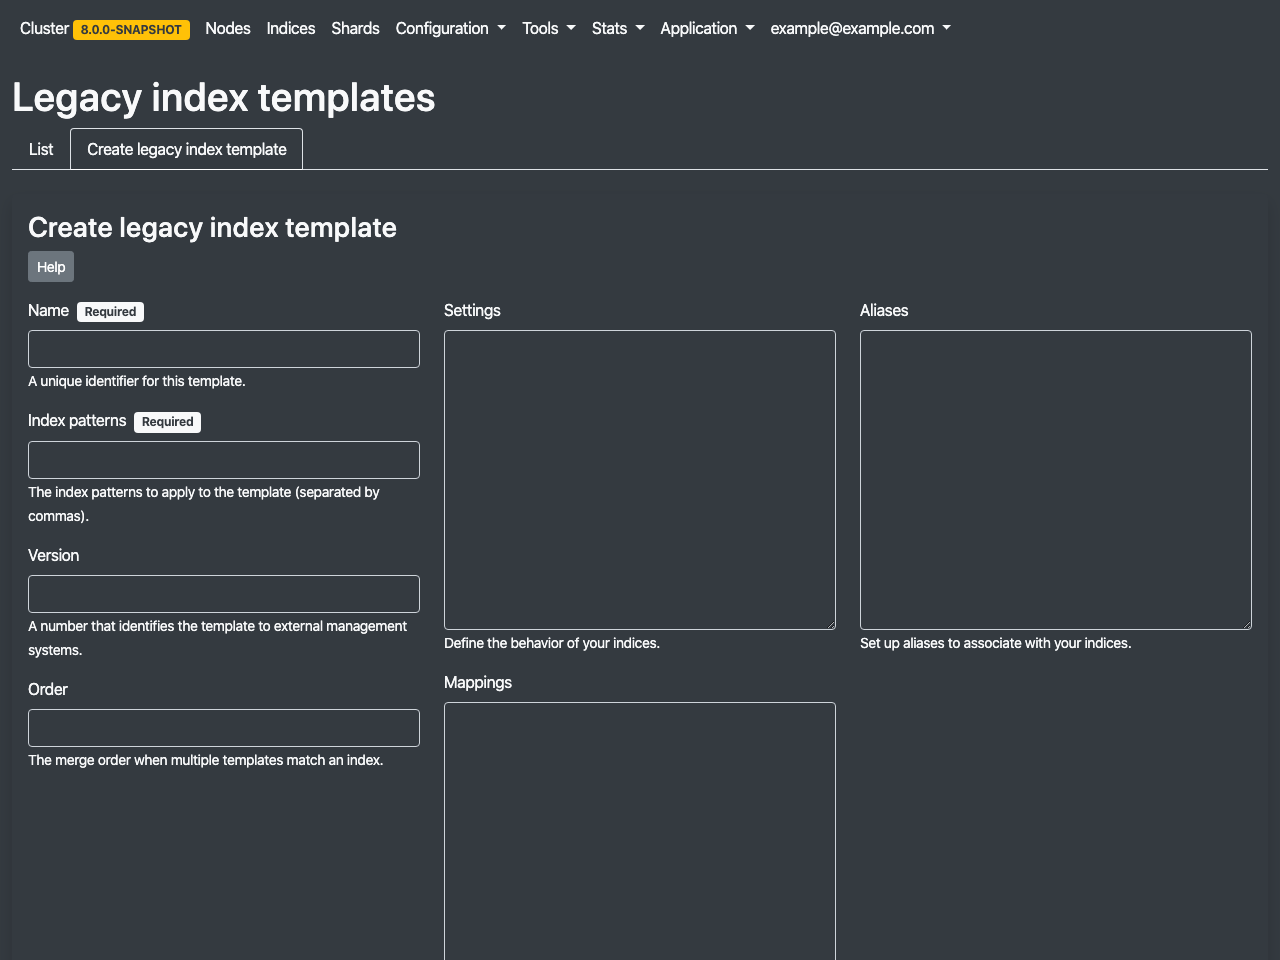 Cluster 8.0.0-SNAPSHOT Nodes Indices Shards Configuration Tools Stats Application example@example.com
Legacy index templates
List Create legacy index template
Create legacy index template
Help
Name Required
A unique identifier for this template.
Index patterns Required
The index patterns to apply to the template (separated by
commas).
Version
A number that identifies the template to external management
systems.
Order
The merge order when multiple templates match an index.
Settings
Define the behavior of your indices.
Mappings
Aliases
Set up aliases to associate with your indices.